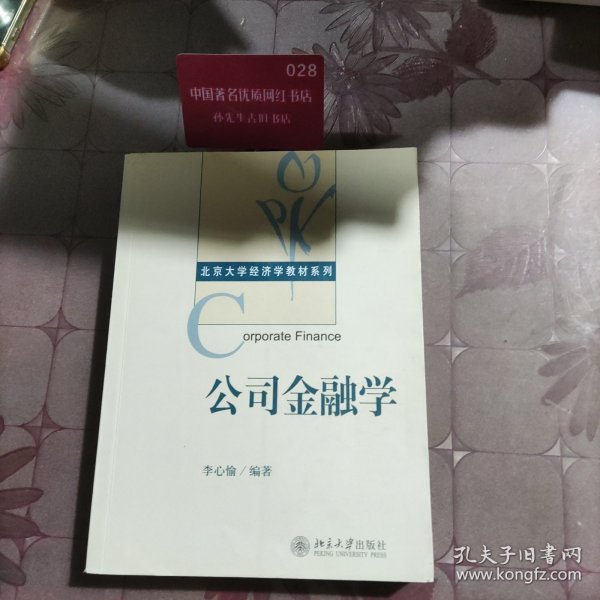 028
中国著名优质网红书店
孙先生古旧书店
PK
北京大学经济学教材系列
Corporate Finance
公司金融学
李心愉/编著
北京大学出版社
PEKING UNIVERSITY PRESS
孔夫子旧书网
www.kongfz.com